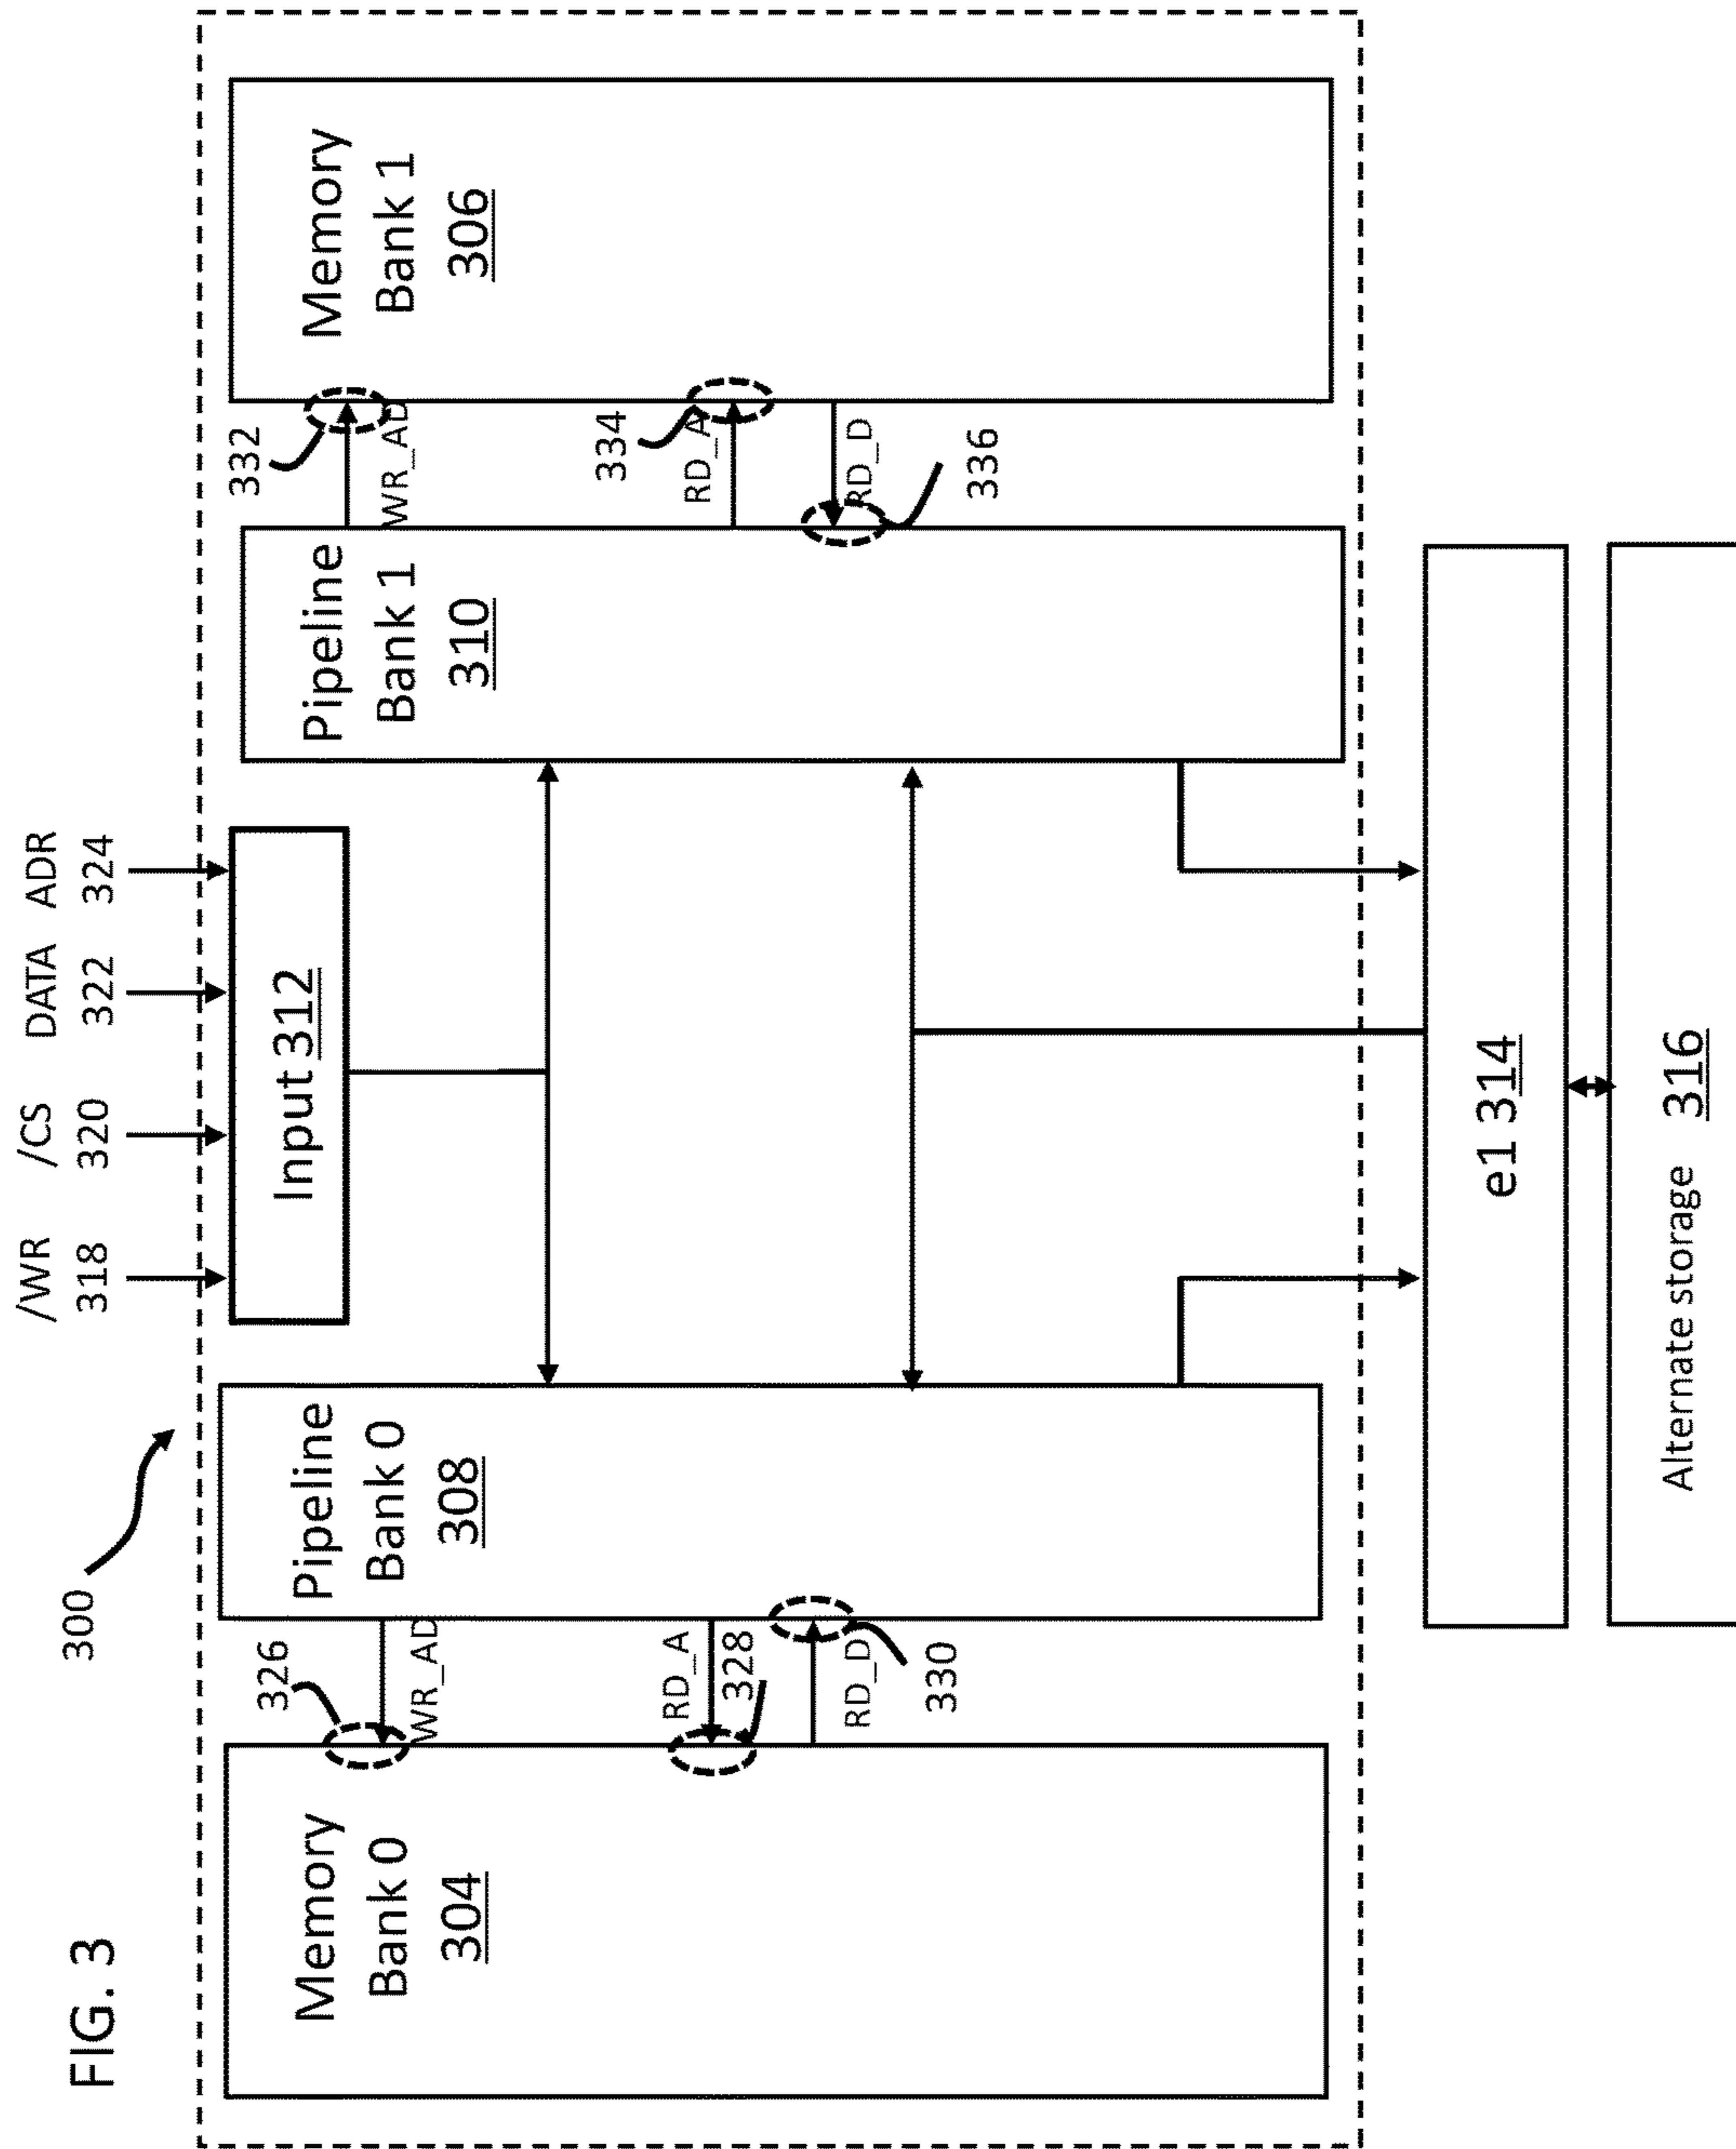 FIG. 3
300
/WR
318
/CS
320
DATA
322
ADR
324
Input 312
Memory
Bank 0
304
326
WR_AD
RD_A
328
RD_D
330
Pipeline
Bank 0
308
Pipeline
Bank 1
310
332
WR_AD
334
RD_A
RD_D
336
Memory
Bank 1
306
e1 314
Alternate storage 316